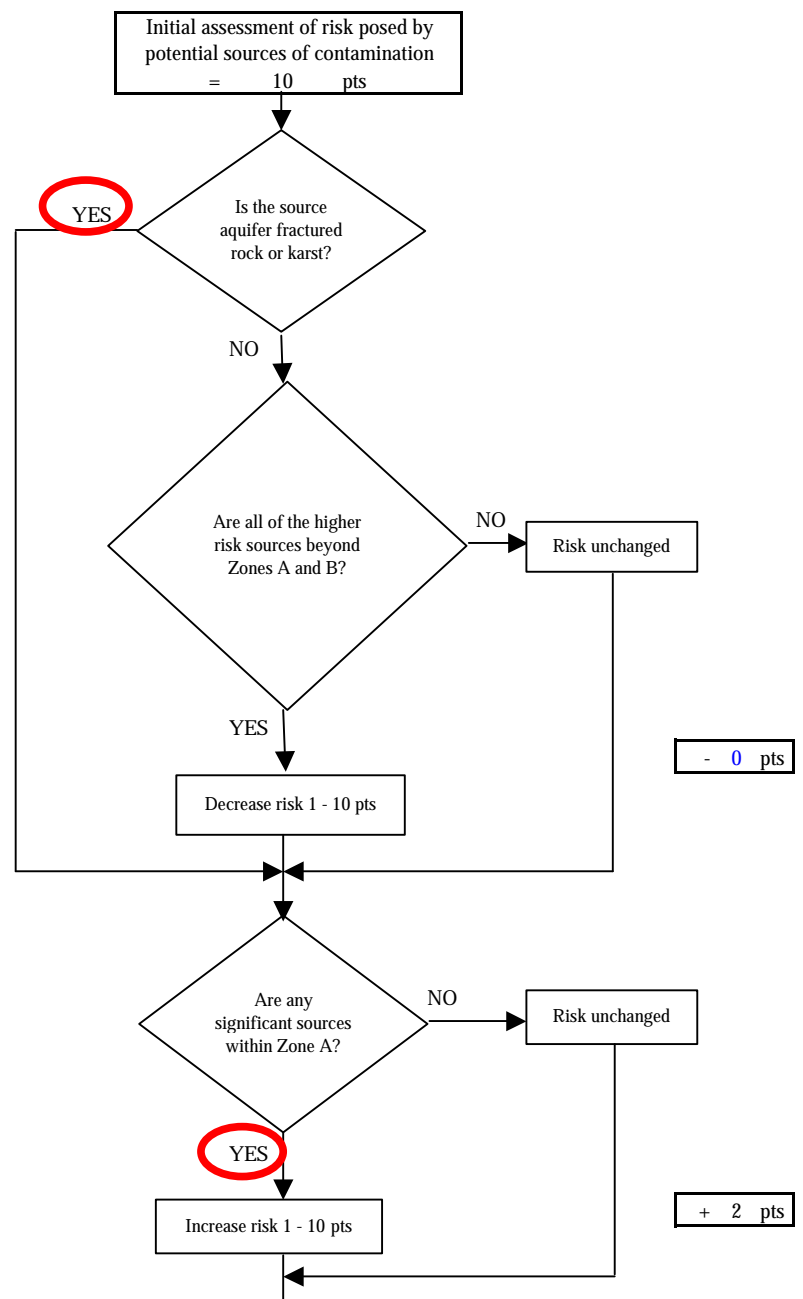 Initial assessment of risk posed by
potential sources of contamination
= 10 pts
YES
Is the source
aquifer fractured
rock or karst?
NO
Are all of the higher
risk sources beyond
Zones A and B?
NO
Risk unchanged
YES
- 0 pts
Decrease risk 1 - 10 pts
Are any
significant sources
within Zone A?
NO
Risk unchanged
YES
+ 2 pts
Increase risk 1 - 10 pts